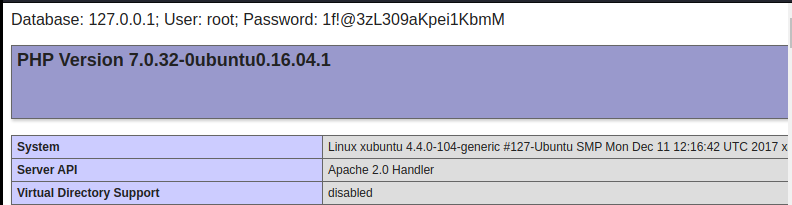 Database: 127.0.0.1; User: root; Password: 1f!@3zL309aKpei1KbmM
PHP Version 7.0.32-0ubuntu0.16.04.1
System Linux xubuntu 4.4.0-104-generic #127-Ubuntu SMP Mon Dec 11 12:16:42 UTC 2017 x
Server API Apache 2.0 Handler
Virtual Directory Support disabled